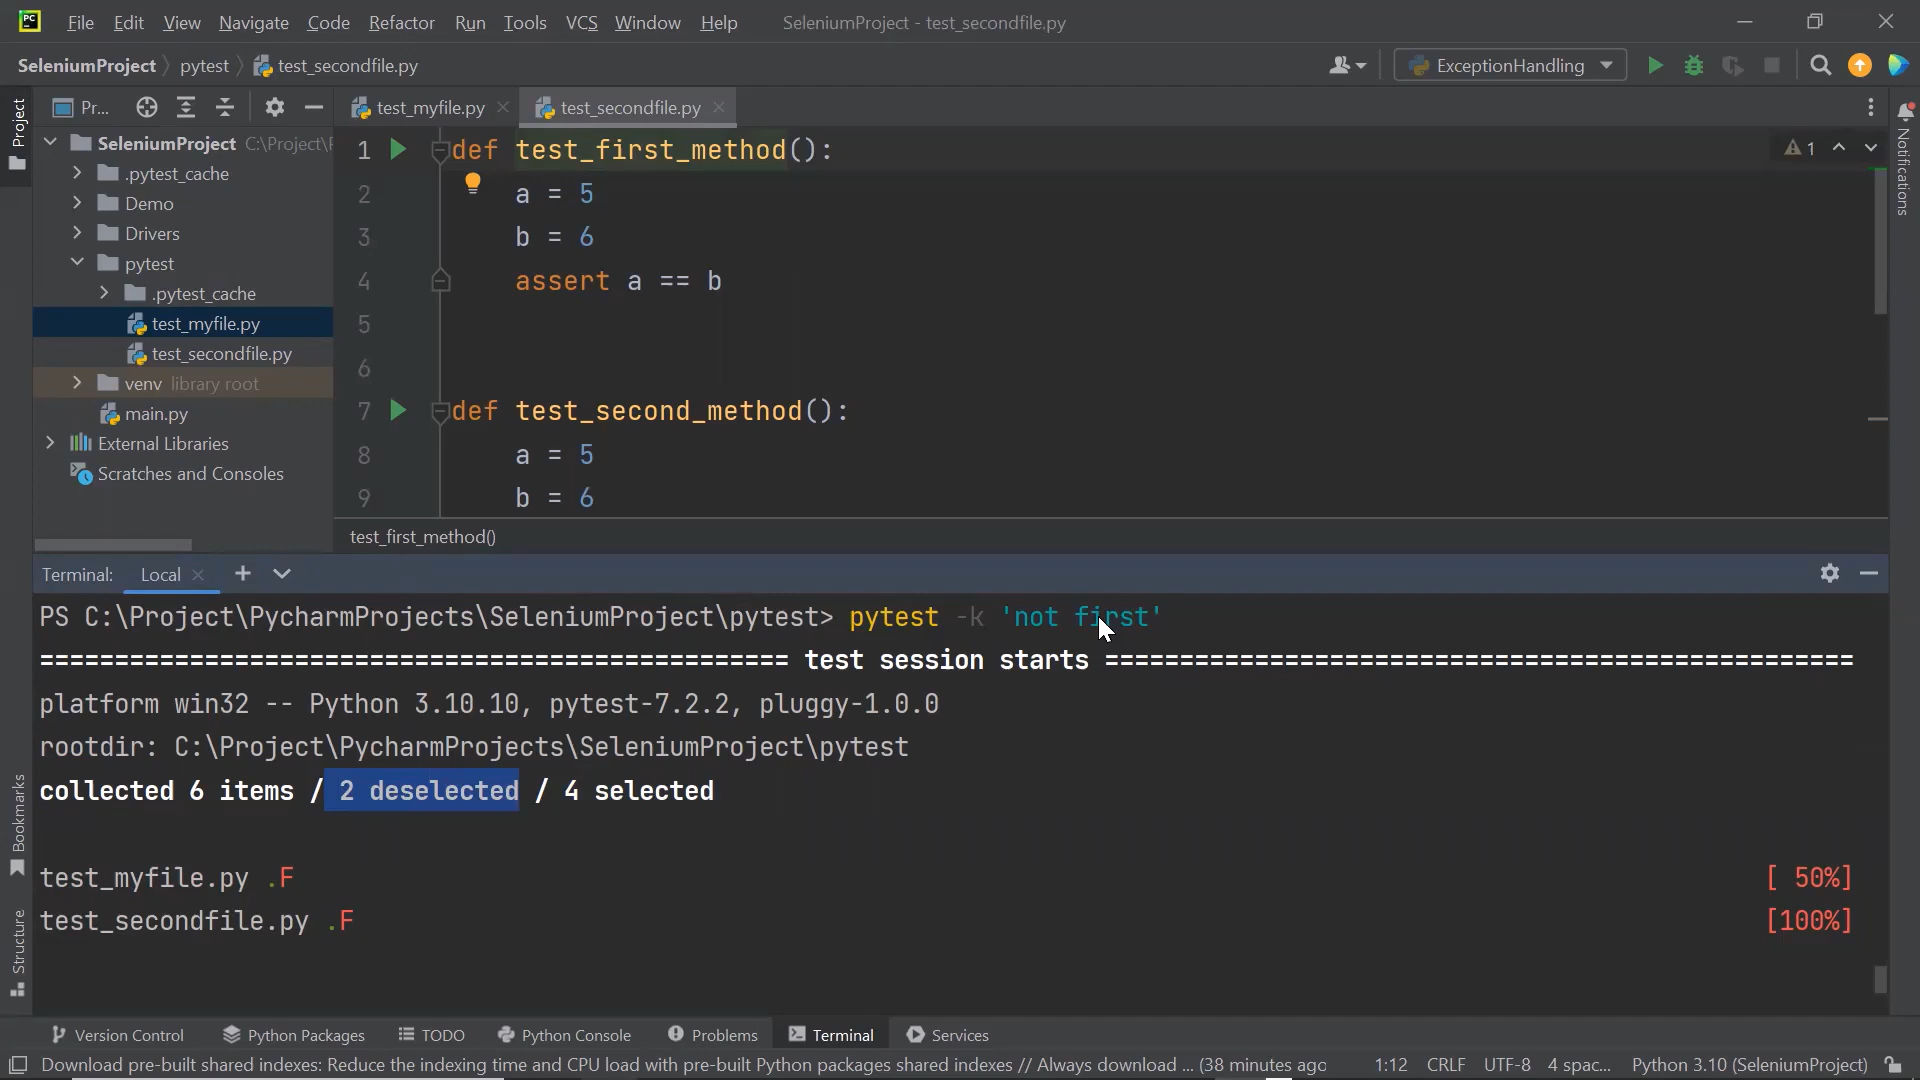 PC File Edit View Navigate Code Refactor Run Tools VCS Window Help SeleniumProject - test_secondfile.py
SeleniumProject pytest test_secondfile.py ExceptionHandling
Project
Pr... test_myfile.py test_secondfile.py
SeleniumProject C:\Project\
.pytest_cache
Demo
Drivers
pytest
.pytest_cache
test_myfile.py
test_secondfile.py
venv library root
main.py
External Libraries
Scratches and Consoles
1 def test_first_method():
2 a = 5
3 b = 6
4 assert a == b
5
6
7 def test_second_method():
8 a = 5
9 b = 6
1
Notifications
test_first_method()
Terminal: Local
PS C:\Project\PycharmProjects\SeleniumProject\pytest> pytest -k 'not first'
================================================== test session starts ==================================================
platform win32 -- Python 3.10.10, pytest-7.2.2, pluggy-1.0.0
rootdir: C:\Project\PycharmProjects\SeleniumProject\pytest
collected 6 items / 2 deselected / 4 selected
test_myfile.py .F [ 50%]
test_secondfile.py .F [100%]
Bookmarks
Structure
Version Control Python Packages TODO Python Console Problems Terminal Services
Download pre-built shared indexes: Reduce the indexing time and CPU load with pre-built Python packages shared indexes // Always download ... (38 minutes ago 1:12 CRLF UTF-8 4 spac... Python 3.10 (SeleniumProject)